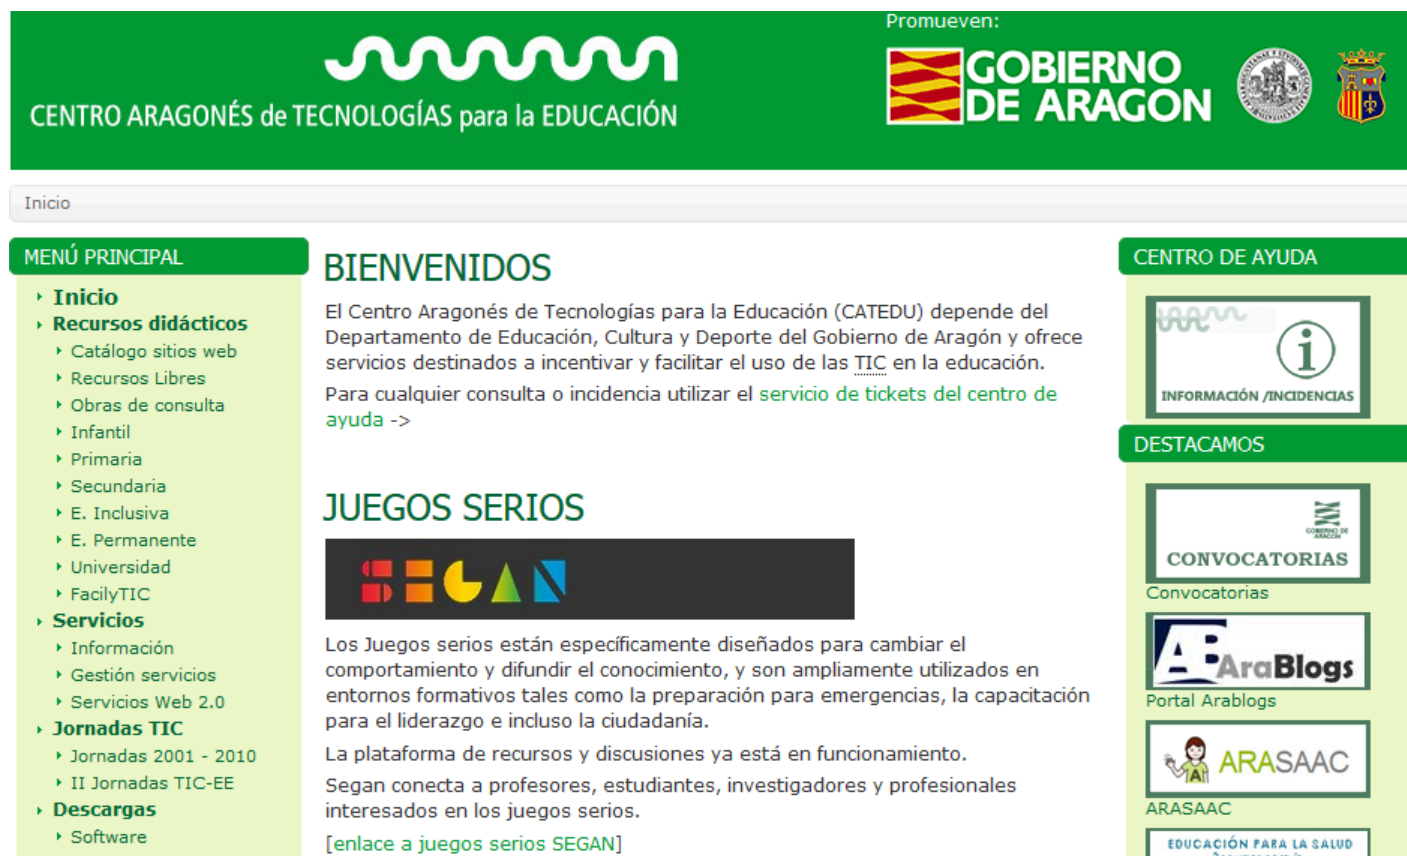 Promueven:
CENTRO ARAGONÉS de TECNOLOGÍAS para la EDUCACIÓN
GOBIERNO
DE ARAGON
Inicio
MENÚ PRINCIPAL
Inicio
Recursos didácticos
Catálogo sitios web
Recursos Libres
Obras de consulta
Infantil
Primaria
Secundaria
E. Inclusiva
E. Permanente
Universidad
FacilyTIC
Servicios
Información
Gestión servicios
Servicios Web 2.0
Jornadas TIC
Jornadas 2001 - 2010
II Jornadas TIC-EE
Descargas
Software
BIENVENIDOS
El Centro Aragonés de Tecnologías para la Educación (CATEDU) depende del
Departamento de Educación, Cultura y Deporte del Gobierno de Aragón y ofrece
servicios destinados a incentivar y facilitar el uso de las TIC en la educación.
Para cualquier consulta o incidencia utilizar el servicio de tickets del centro de
ayuda ->
JUEGOS SERIOS
SEGAN
Los Juegos serios están específicamente diseñados para cambiar el
comportamiento y difundir el conocimiento, y son ampliamente utilizados en
entornos formativos tales como la preparación para emergencias, la capacitación
para el liderazgo e incluso la ciudadanía.
La plataforma de recursos y discusiones ya está en funcionamiento.
Segan conecta a profesores, estudiantes, investigadores y profesionales
interesados en los juegos serios.
[enlace a juegos serios SEGAN]
CENTRO DE AYUDA
i
INFORMACIÓN /INCIDENCIAS
DESTACAMOS
GOBIERNO DE
ARAGON
CONVOCATORIAS
Convocatorias
AB
AraBlogs
Portal Arablogs
A
ARASAAC
ARASAAC
EDUCACIÓN PARA LA SALUD